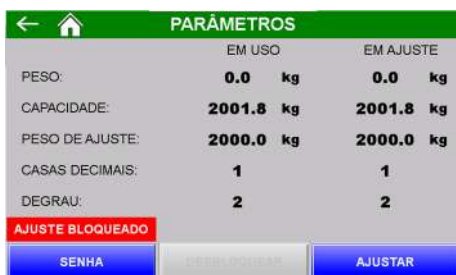 PARÂMETROS
EM USO EM AJUSTE
PESO: 0.0 kg 0.0 kg
CAPACIDADE: 2001.8 kg 2001.8 kg
PESO DE AJUSTE: 2000.0 kg 2000.0 kg
CASAS DECIMAIS: 1 1
DEGRAU: 2 2
AJUSTE BLOQUEADO
SENHA DESBLOQUEAR AJUSTAR